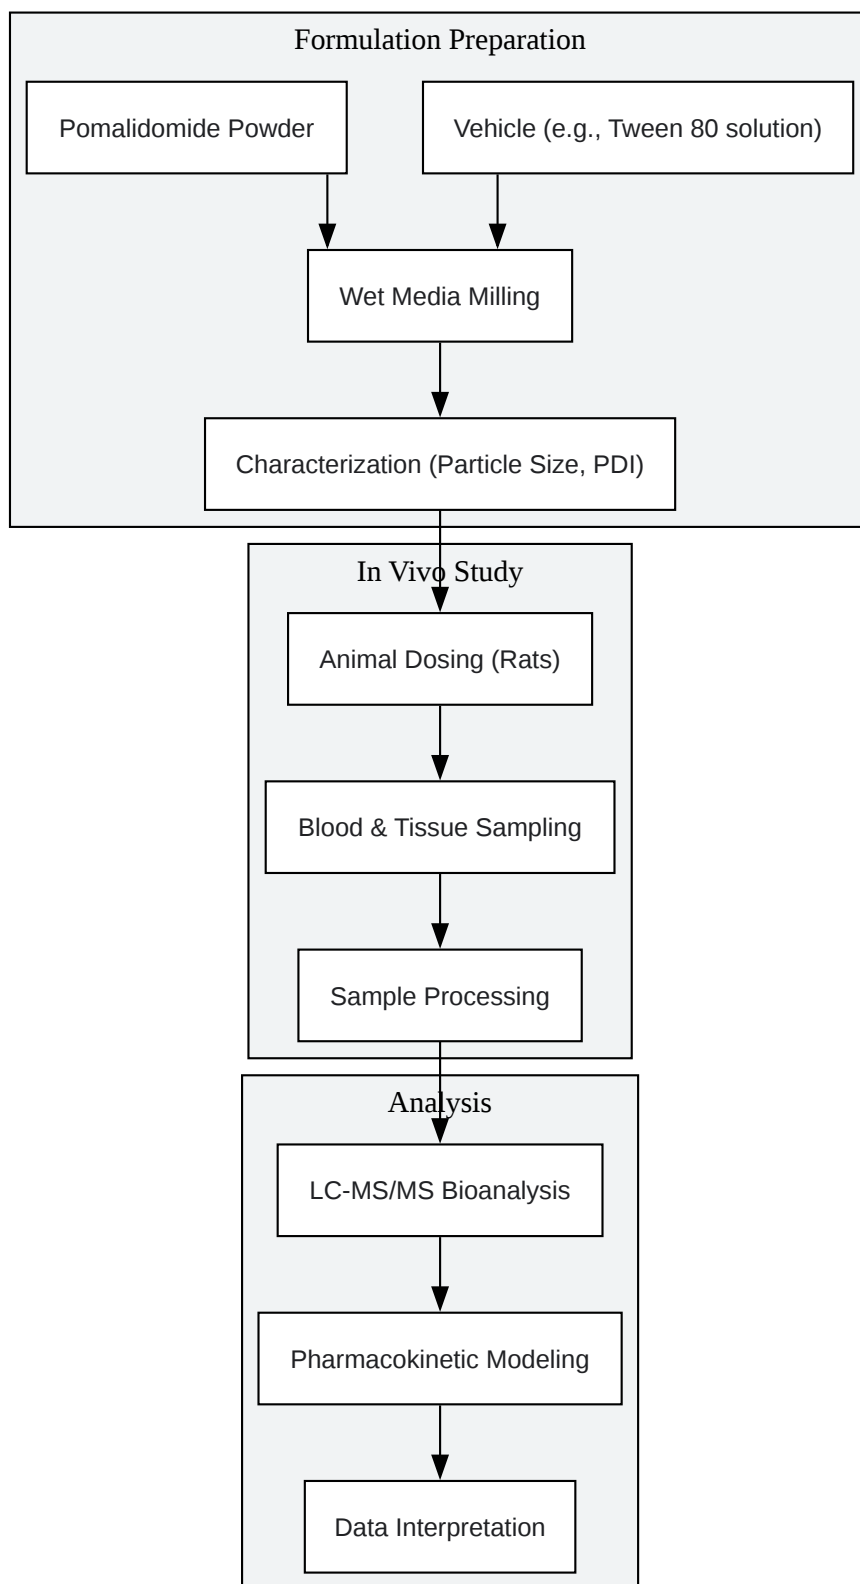 Formulation Preparation
Pomalidomide Powder
Vehicle (e.g., Tween 80 solution)
Wet Media Milling
Characterization (Particle Size, PDI)
In Vivo Study
Animal Dosing (Rats)
Blood & Tissue Sampling
Sample Processing
Analysis
LC-MS/MS Bioanalysis
Pharmacokinetic Modeling
Data Interpretation